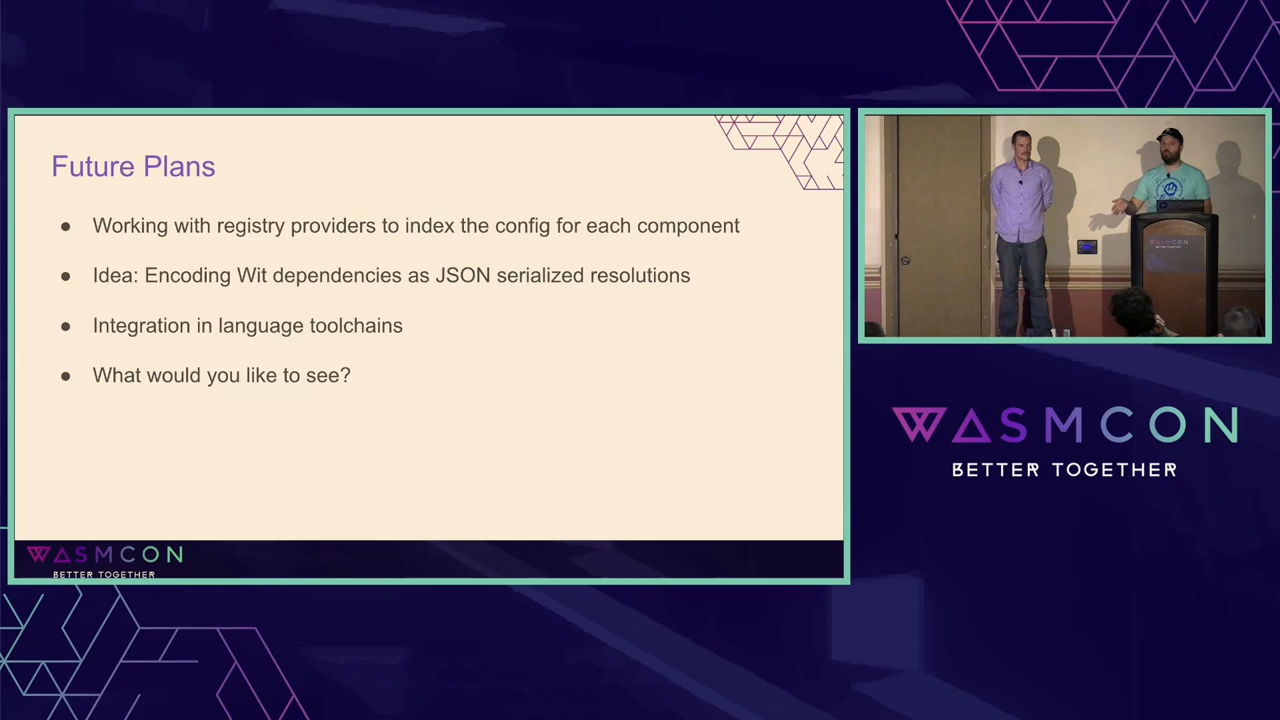 Future Plans
● Working with registry providers to index the config for each component
● Idea: Encoding Wit dependencies as JSON serialized resolutions
● Integration in language toolchains
● What would you like to see?
WASMCON
BETTER TOGETHER
WASMCON
WASMCON
BETTER TOGETHER